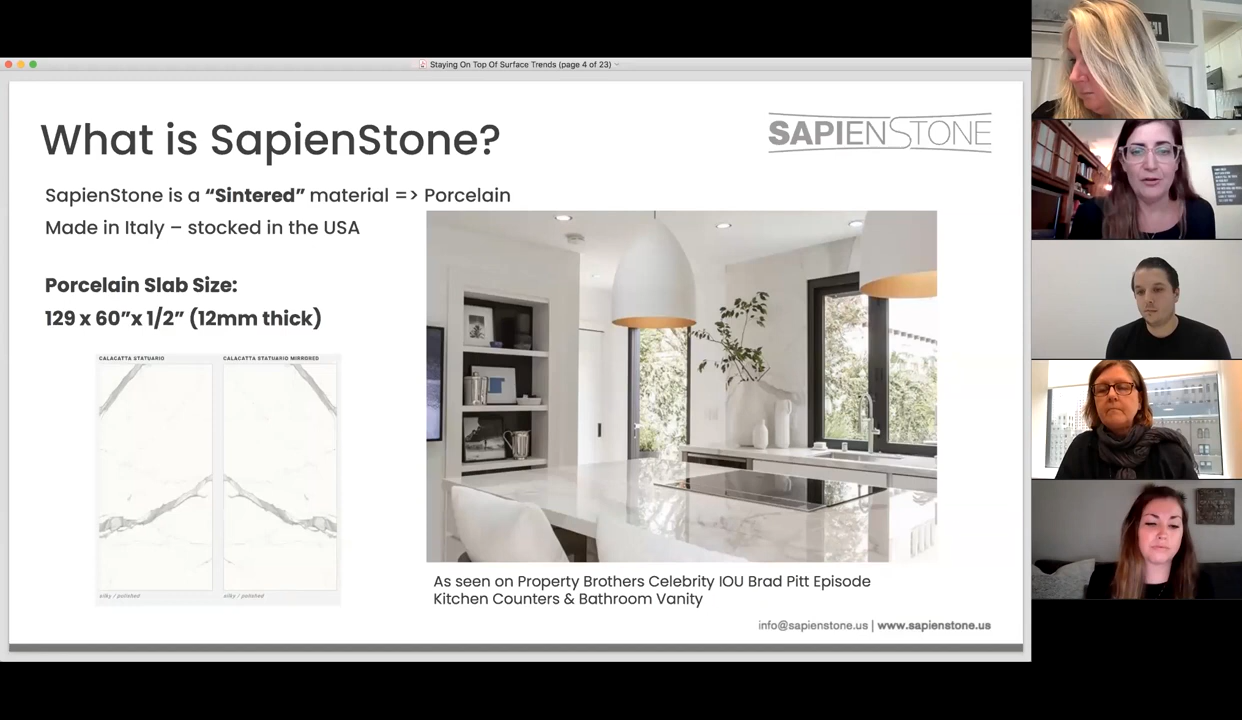 Staying On Top Of Surface Trends (page 4 of 23)
What is SapienStone?
SAPIENSTONE
SapienStone is a “Sintered” material => Porcelain
Made in Italy – stocked in the USA
Porcelain Slab Size:
129 x 60”x 1/2” (12mm thick)
CALACATTA STATUARIO
CALACATTA STATUARIO MIRRORED
silky / polished
silky / polished
As seen on Property Brothers Celebrity IOU Brad Pitt Episode
Kitchen Counters & Bathroom Vanity
info@sapienstone.us | www.sapienstone.us